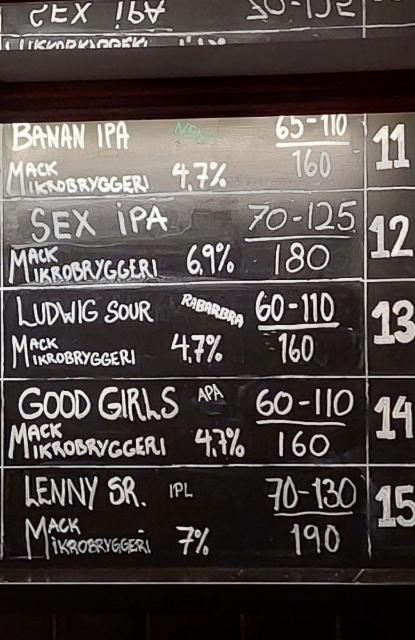 BANAN IPA 65-110 11
MACK MIKROBRYGGERI 4,7% 160
SEX IPA 70-125 12
MACK MIKROBRYGGERI 6,9% 180
LUDWIG SOUR RABARBRA 60-110 13
MACK MIKROBRYGGERI 4,7% 160
GOOD GIRLS APA 60-110 14
MACK MIKROBRYGGERI 4,7% 160
LENNY SR. IPL 70-130 15
MACK MIKROBRYGGERI 7% 190